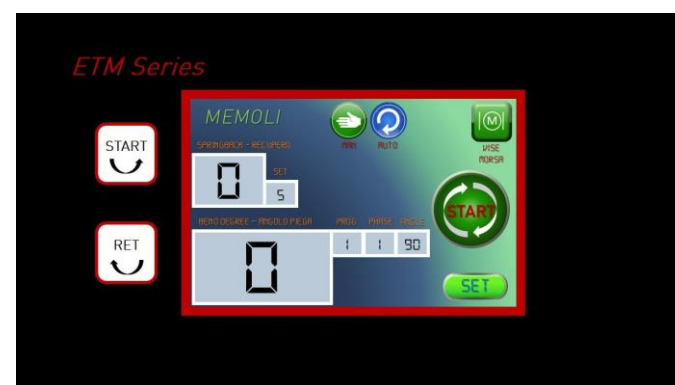 ETM Series
START
RET
MEMOLI
MAN
AUTO
|(M)|
VISE
MORSA
SPRINGBACK - RECUPERO
0
SET
5
BEND DEGREE - ANGOLO PIEGA
PROG
PHASE
ANGLE
0
1
1
90
START
SET